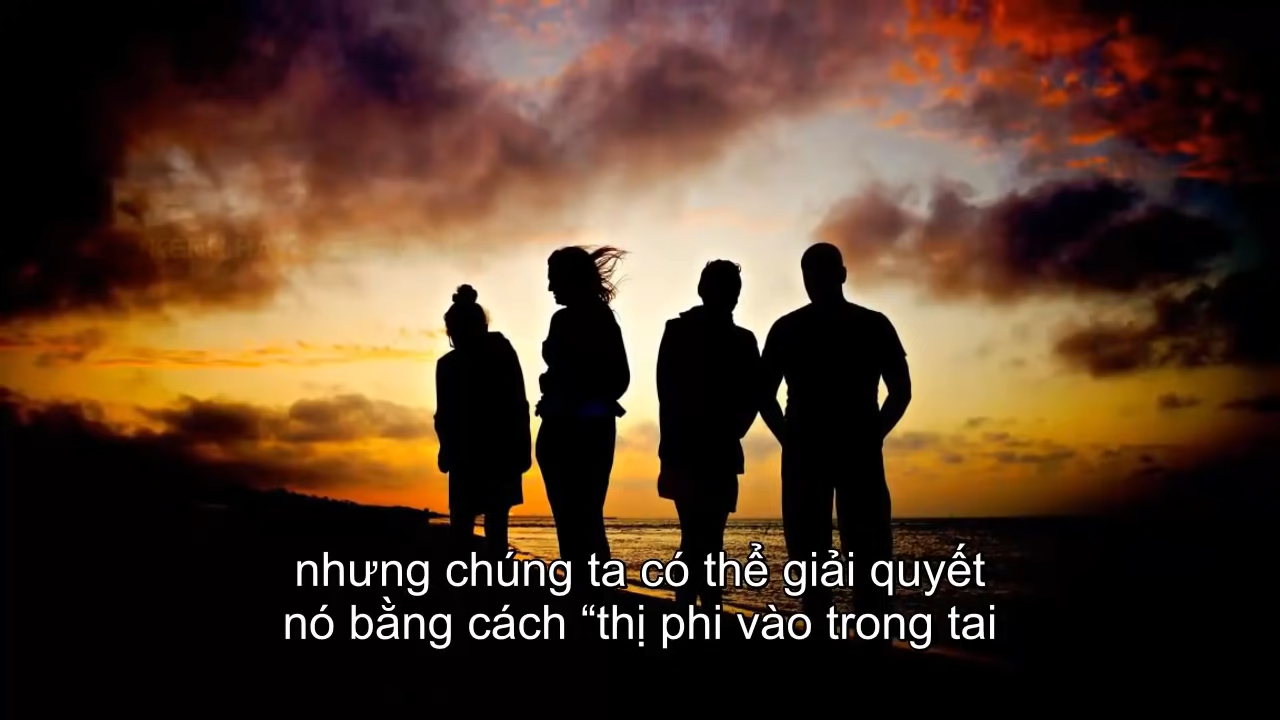 nhưng chúng ta có thể giải quyết
nó bằng cách “thị phi vào trong tai